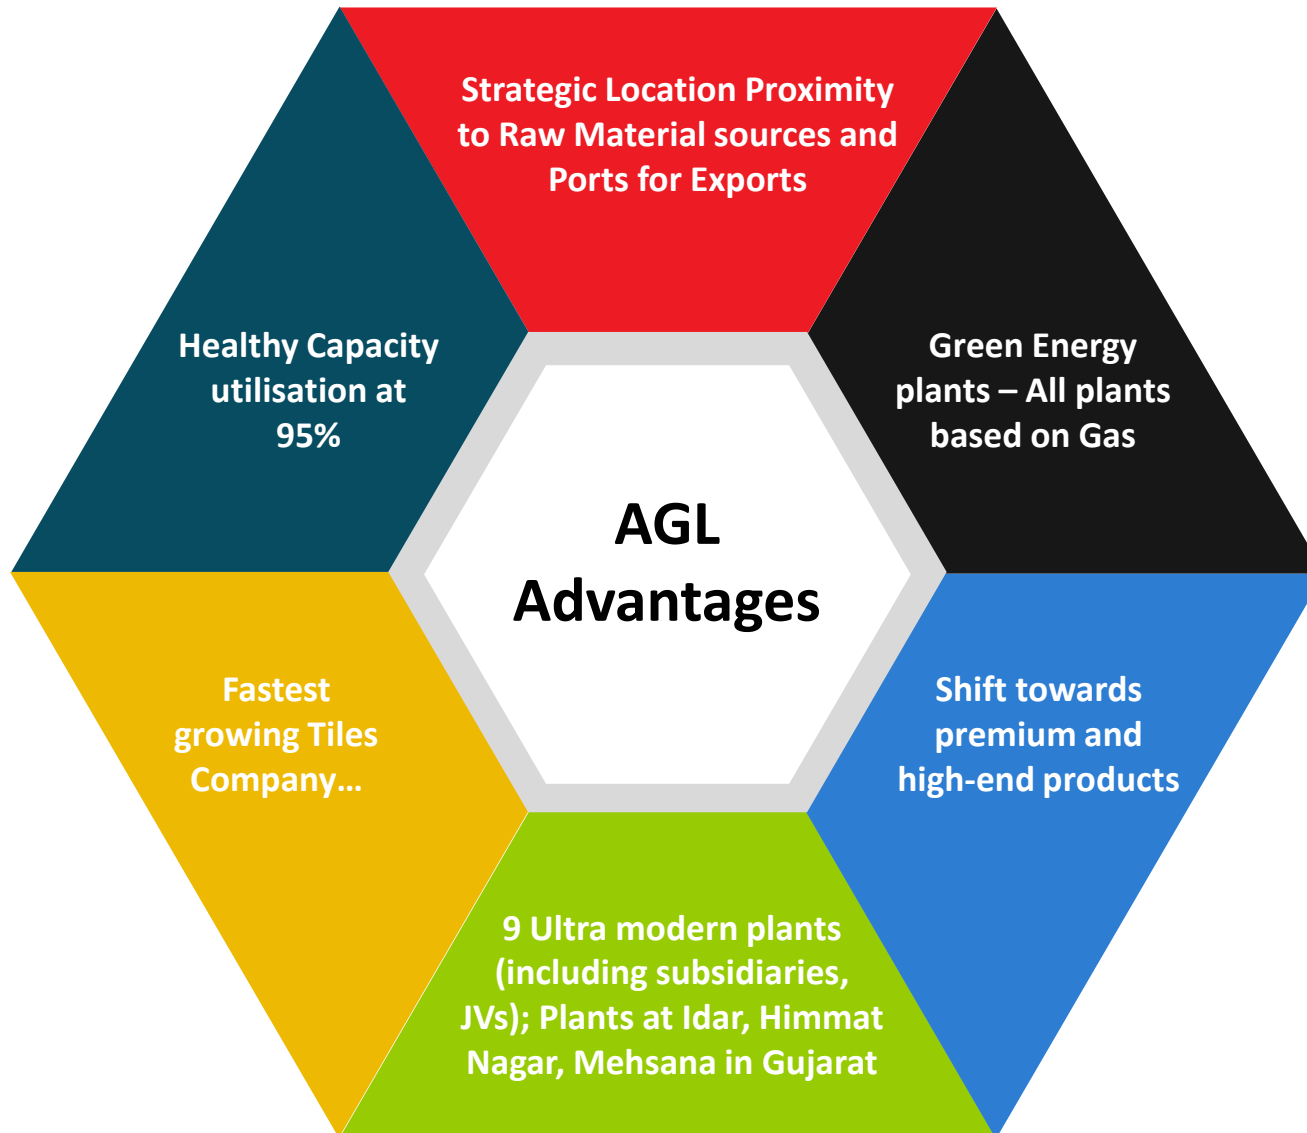 Strategic Location Proximity
to Raw Material sources and
Ports for Exports
Healthy Capacity
utilisation at
95%
Green Energy
plants – All plants
based on Gas
AGL
Advantages
Fastest
growing Tiles
Company...
Shift towards
premium and
high-end products
9 Ultra modern plants
(including subsidiaries,
JVs); Plants at Idar, Himmat
Nagar, Mehsana in Gujarat